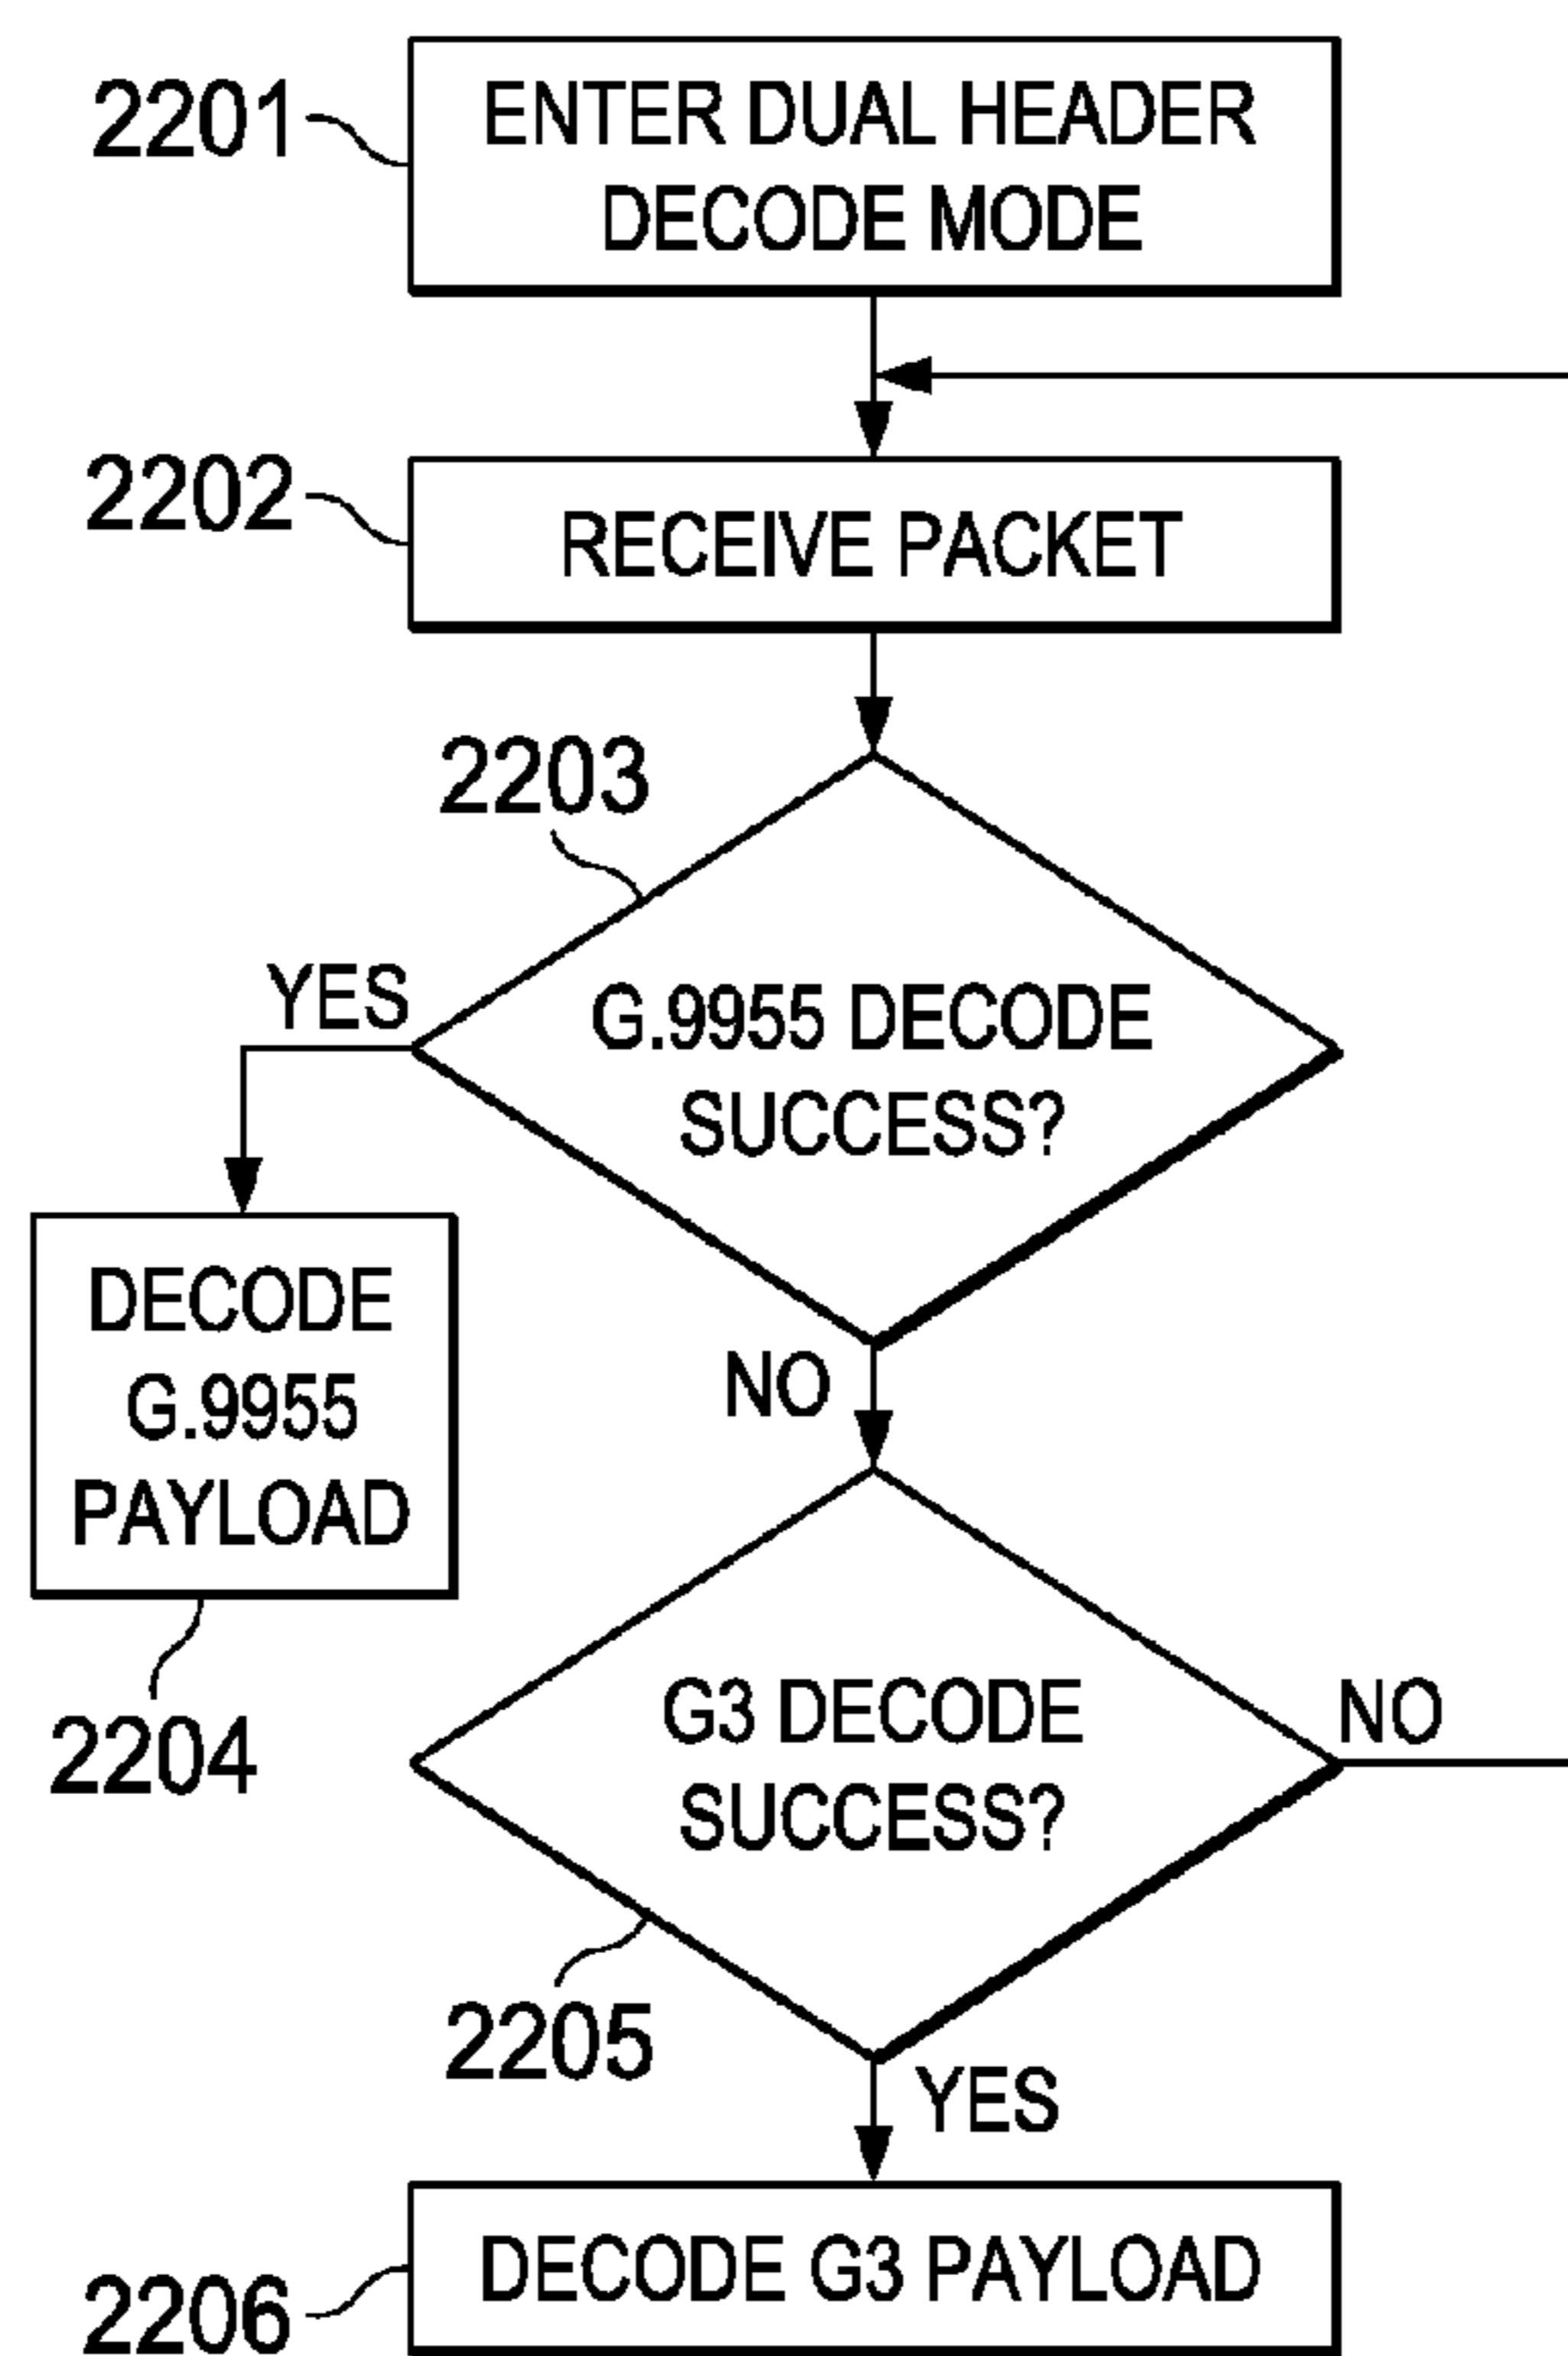 2201
ENTER DUAL HEADER
DECODE MODE
2202
RECEIVE PACKET
2203
YES
G.9955 DECODE
SUCCESS?
DECODE
G.9955
PAYLOAD
NO
2204
G3 DECODE
SUCCESS?
NO
2205
YES
2206
DECODE G3 PAYLOAD